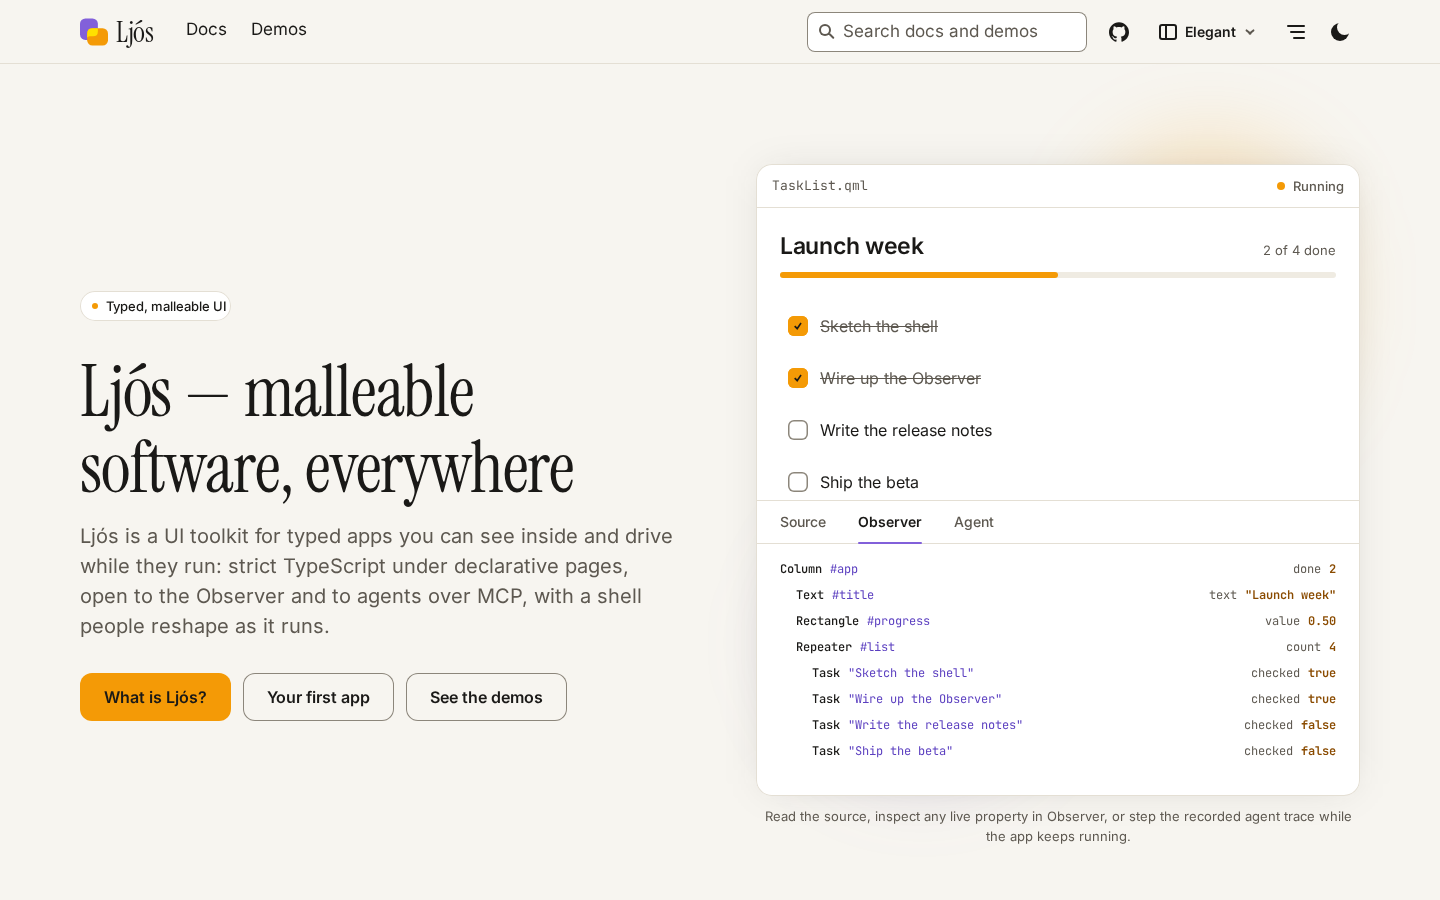 Ljós
Docs
Demos
Search docs and demos
Elegant
TaskList.qml
Running
Launch week
2 of 4 done
Sketch the shell
Wire up the Observer
Write the release notes
Ship the beta
Typed, malleable UI
Ljós — malleable
software, everywhere
Ljós is a UI toolkit for typed apps you can see inside and drive
while they run: strict TypeScript under declarative pages,
open to the Observer and to agents over MCP, with a shell
people reshape as it runs.
What is Ljós?
Your first app
See the demos
Source
Observer
Agent
Column #app done 2
Text #title text "Launch week"
Rectangle #progress value 0.50
Repeater #list count 4
Task "Sketch the shell" checked true
Task "Wire up the Observer" checked true
Task "Write the release notes" checked false
Task "Ship the beta" checked false
Read the source, inspect any live property in Observer, or step the recorded agent trace while
the app keeps running.